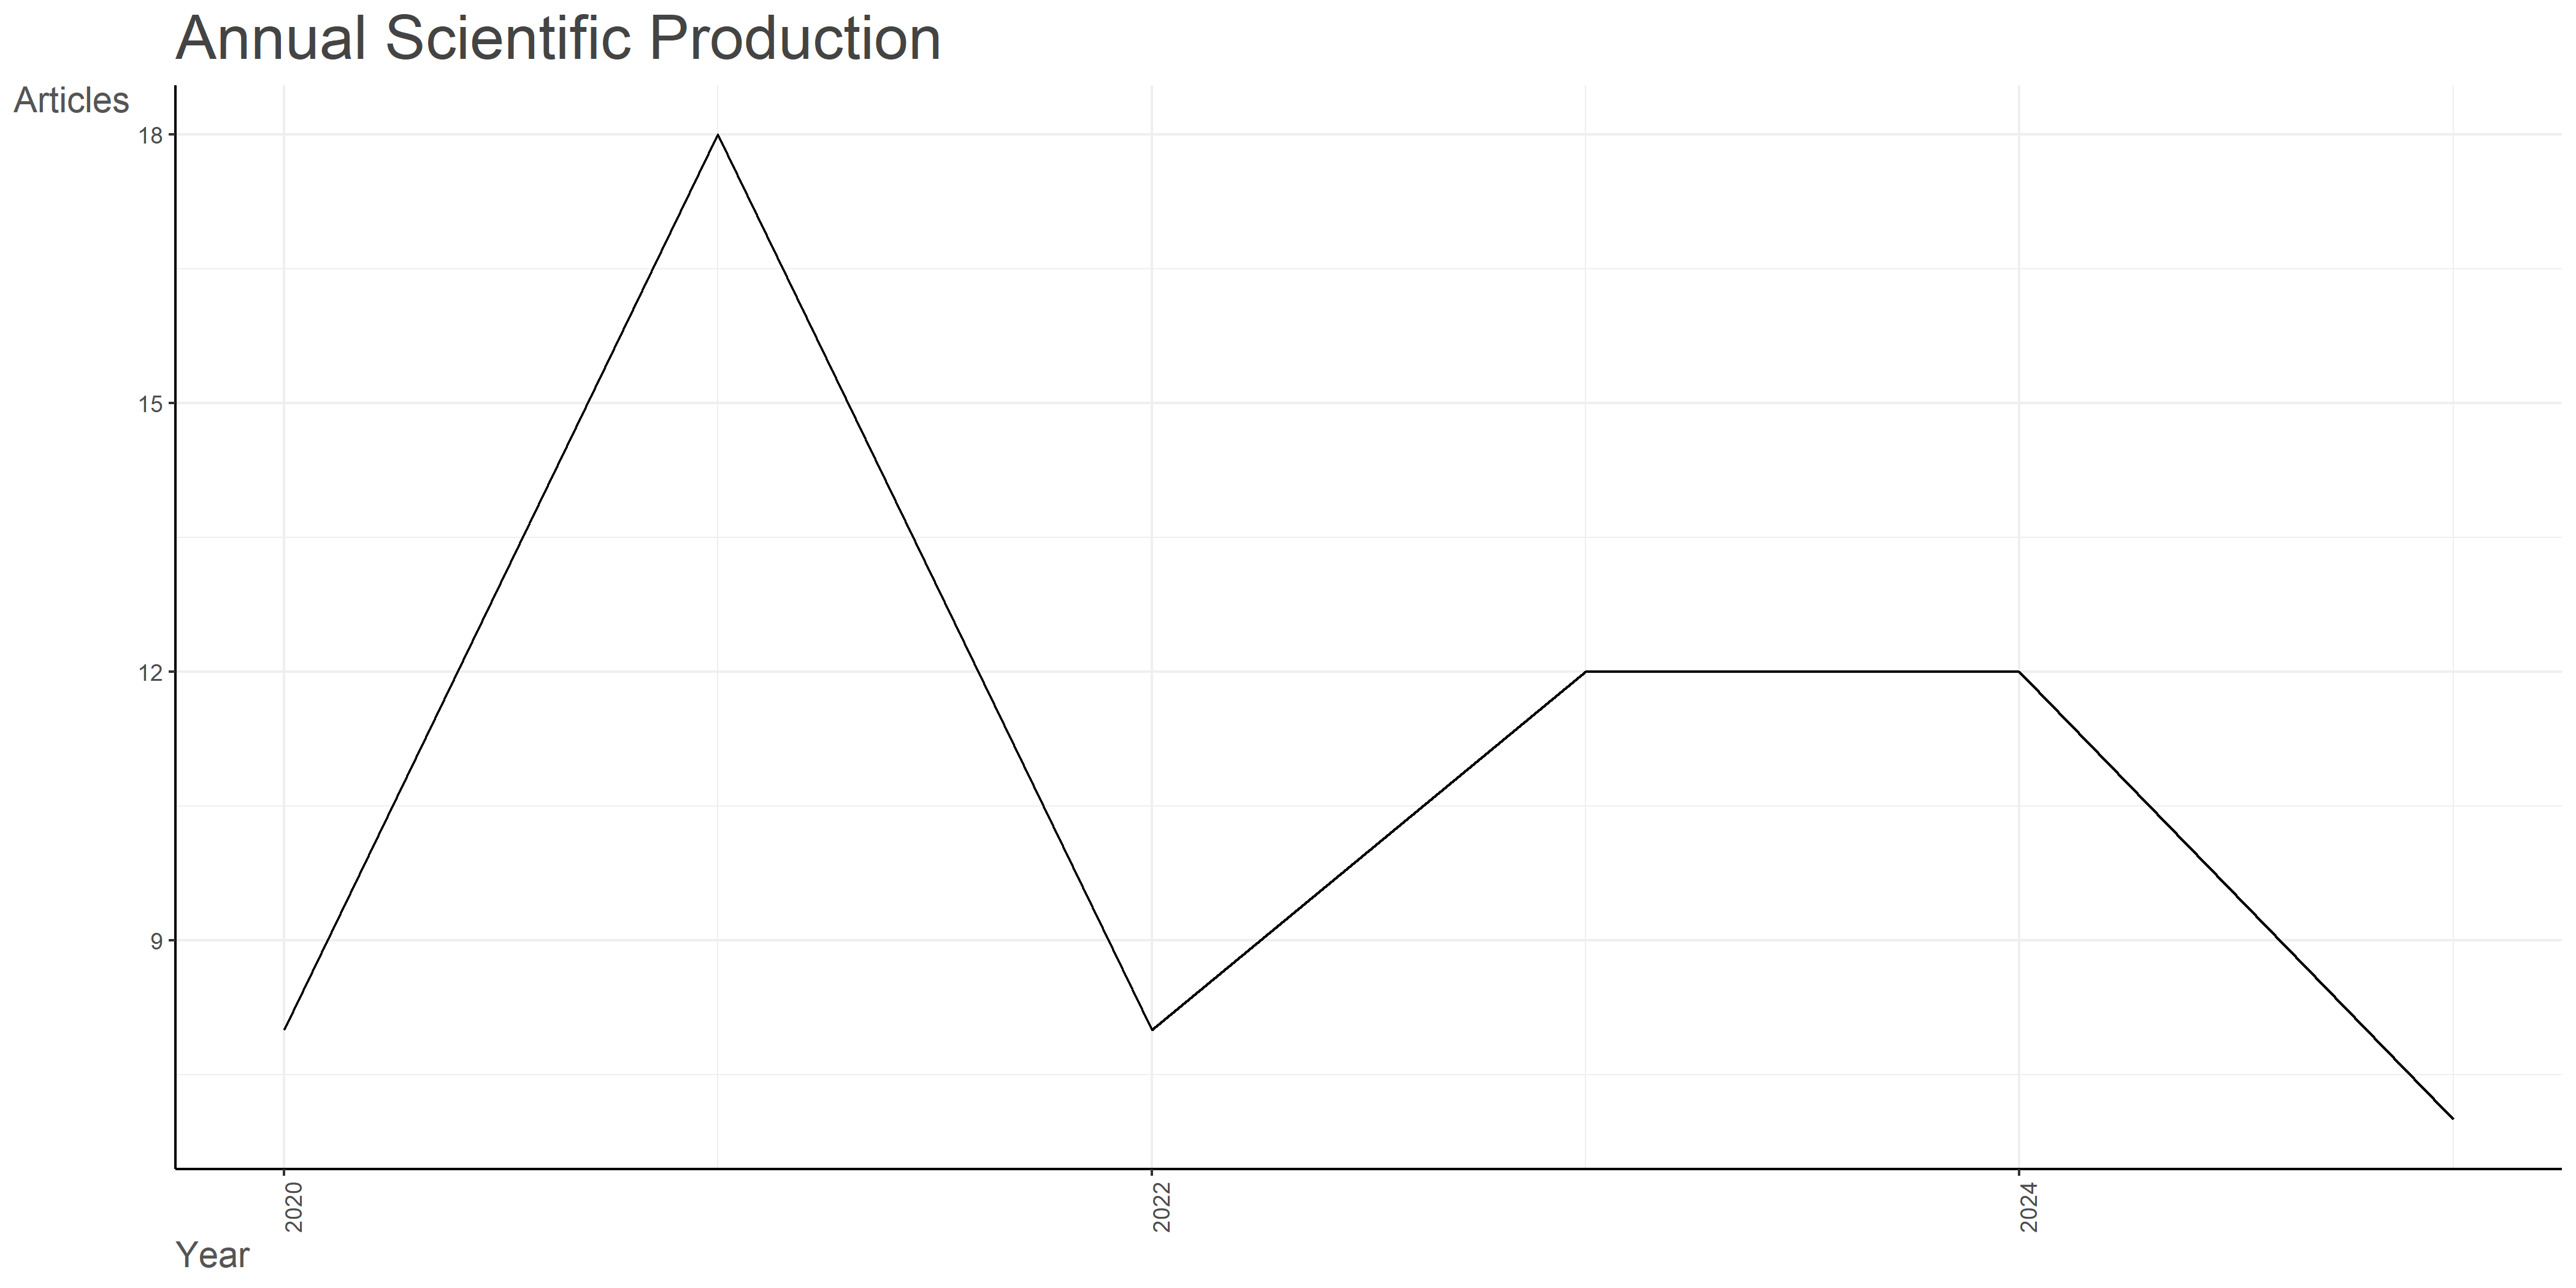 Annual Scientific Production
Articles
18
15
12
9
2020
2022
2024
Year